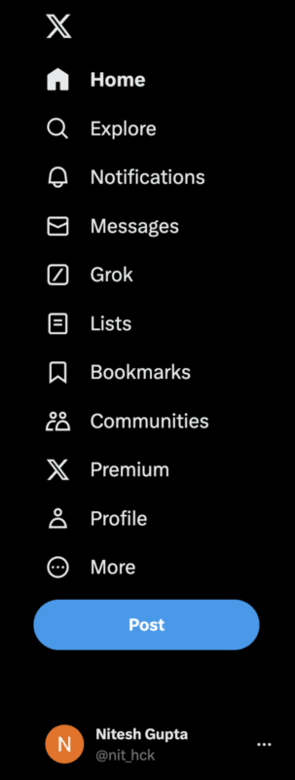 Home
Explore
Notifications
Messages
Grok
Lists
Bookmarks
Communities
Premium
Profile
More
Post
N
Nitesh Gupta
@nit_hck